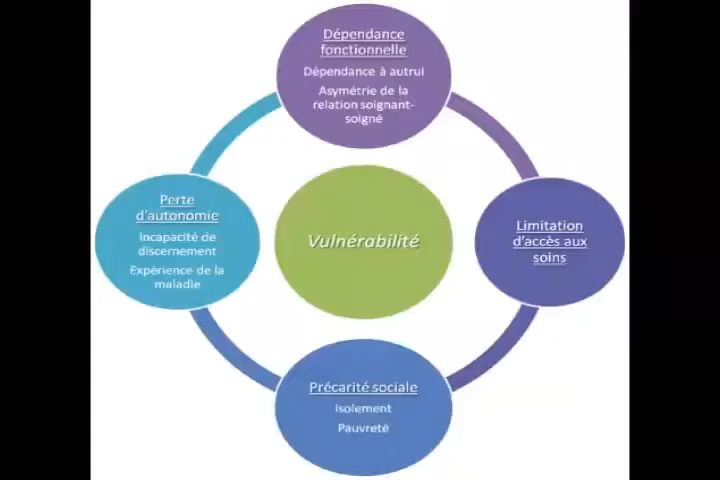 Dépendance
fonctionnelle
Dépendance à autrui
Asymétrie de la
relation soignant-
soigné
Perte
d'autonomie
Incapacité de
discernement
Expérience de la
maladie
Vulnérabilité
Limitation
d'accès aux
soins
Précarité sociale
Isolement
Pauvreté